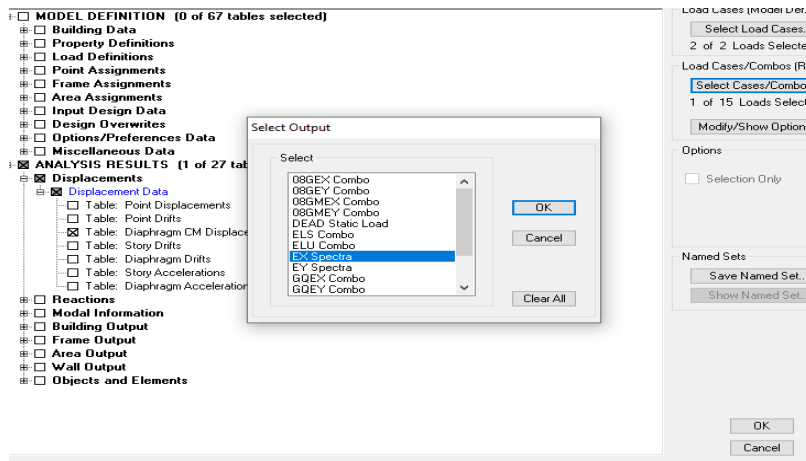 MODEL DEFINITION (0 of 67 tables selected)
Building Data
Property Definitions
Load Definitions
Point Assignments
Frame Assignments
Area Assignments
Input Design Data
Design Overwrites
Options/Preferences Data
Miscellaneous Data
ANALYSIS RESULTS (1 of 27 tab
Displacements
Displacement Data
Table: Point Displacements
Table: Point Drifts
Table: Diaphragm CM Displace
Table: Story Drifts
Table: Diaphragm Drifts
Table: Story Accelerations
Table: Diaphragm Acceleration
Reactions
Modal Information
Building Output
Frame Output
Area Output
Wall Output
Objects and Elements
Select Output
Select
08GEX Combo
08GEY Combo
08GMEX Combo
08GMEY Combo
DEAD Static Load
ELS Combo
ELU Combo
EX Spectra
EY Spectra
GQEX Combo
GQEY Combo
OK
Cancel
Clear All
Load Cases (Model Def.
Select Load Cases.
2 of 2 Loads Selecte
Load Cases/Combos (R
Select Cases/Combo
1 of 15 Loads Select
Modify/Show Option
Options
Selection Only
Named Sets
Save Named Set..
Show Named Set..
OK
Cancel